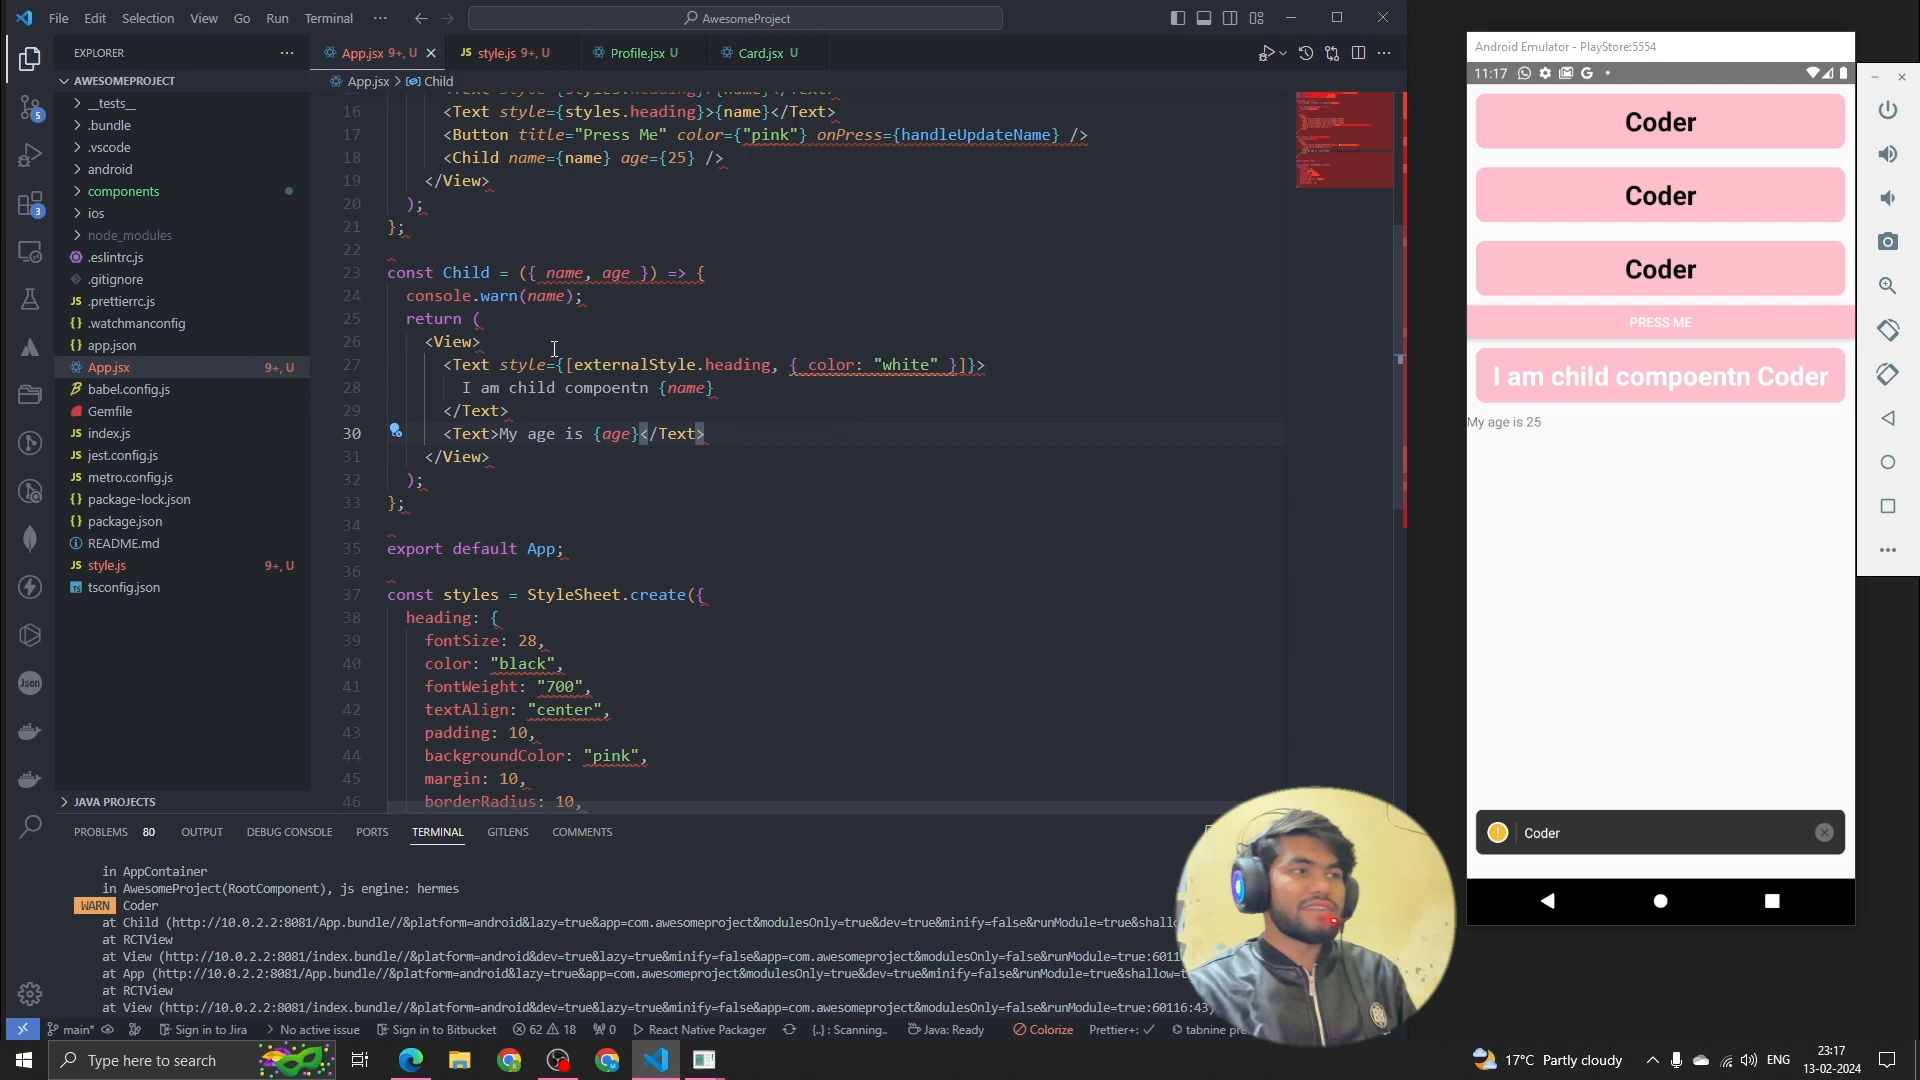 File Edit Selection View Go Run Terminal ···
AwesomeProject
EXPLORER ···
AWESOMEPROJECT
__tests__
.bundle
.vscode
android
components
ios
node_modules
.eslintrc.js
.gitignore
JS .prettierrc.js
{} .watchmanconfig
{} app.json
App.jsx 9+, U
babel.config.js
Gemfile
JS index.js
JS jest.config.js
JS metro.config.js
{} package-lock.json
{} package.json
README.md
JS style.js 9+, U
TS tsconfig.json
JAVA PROJECTS
5
3
Json
App.jsx 9+, U
JS style.js 9+, U
Profile.jsx U
Card.jsx U
App.jsx > Child
16 <Text style={styles.heading}>{name}</Text>
17 <Button title="Press Me" color={"pink"} onPress={handleUpdateName} />
18 <Child name={name} age={25} />
19 </View>
20 );
21 };
22
23 const Child = ({ name, age }) => {
24 console.warn(name);
25 return (
26 <View>
27 <Text style={[externalStyle.heading, { color: "white" }]}>
28 I am child compoentn {name}
29 </Text>
30 <Text>My age is {age}</Text>
31 </View>
32 );
33 };
34
35 export default App;
36
37 const styles = StyleSheet.create({
38 heading: {
39 fontSize: 28,
40 color: "black",
41 fontWeight: "700",
42 textAlign: "center",
43 padding: 10,
44 backgroundColor: "pink",
45 margin: 10,
46 borderRadius: 10,
PROBLEMS 80 OUTPUT DEBUG CONSOLE PORTS TERMINAL GITLENS COMMENTS
in AppContainer
in AwesomeProject(RootComponent), js engine: hermes
WARN Coder
at Child (http://10.0.2.2:8081/App.bundle//&platform=android&lazy=true&app=com.awesomeproject&modulesOnly=true&dev=true&minify=false&runModule=true&shallo
at RCTView
at View (http://10.0.2.2:8081/index.bundle//&platform=android&dev=true&lazy=true&minify=false&app=com.awesomeproject&modulesOnly=false&runModule=true:6011
at App (http://10.0.2.2:8081/App.bundle//&platform=android&lazy=true&app=com.awesomeproject&modulesOnly=true&dev=true&minify=false&runModule=true&shallow=t
at RCTView
at View (http://10.0.2.2:8081/index.bundle//&platform=android&dev=true&lazy=true&minify=false&app=com.awesomeproject&modulesOnly=false&runModule=true:60116:43)
main* Sign in to Jira No active issue Sign in to Bitbucket 62 18 0 React Native Packager {..} : Scanning.. Java: Ready Colorize Prettier+: tabnine
Android Emulator - PlayStore:5554
11:17
Coder
Coder
Coder
PRESS ME
I am child compoentn Coder
My age is 25
! Coder
Type here to search
17°C Partly cloudy
ENG
23:17
13-02-2024